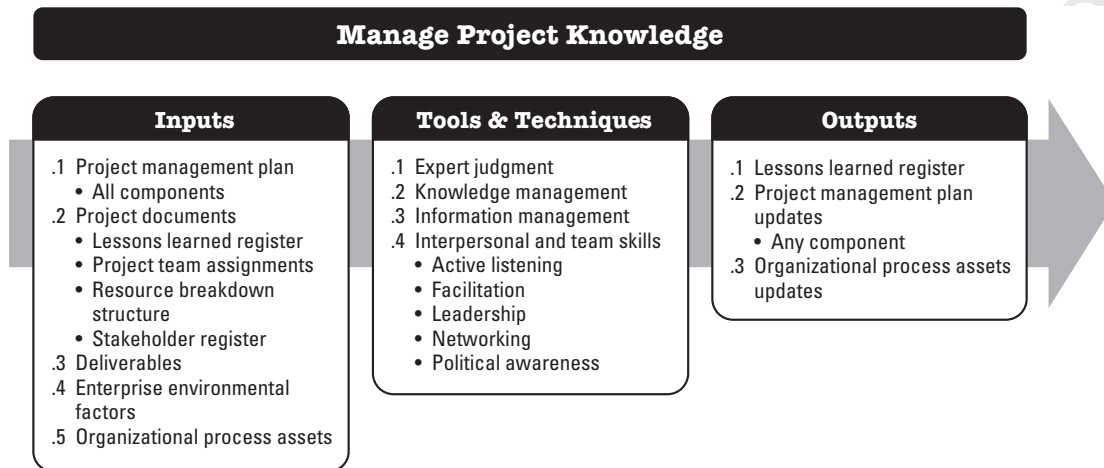 Manage Project Knowledge
Inputs
.1 Project management plan
• All components
.2 Project documents
• Lessons learned register
• Project team assignments
• Resource breakdown
structure
• Stakeholder register
.3 Deliverables
.4 Enterprise environmental
factors
.5 Organizational process assets
Tools & Techniques
.1 Expert judgment
.2 Knowledge management
.3 Information management
.4 Interpersonal and team skills
• Active listening
• Facilitation
• Leadership
• Networking
• Political awareness
Outputs
.1 Lessons learned register
.2 Project management plan
updates
• Any component
.3 Organizational process assets
updates